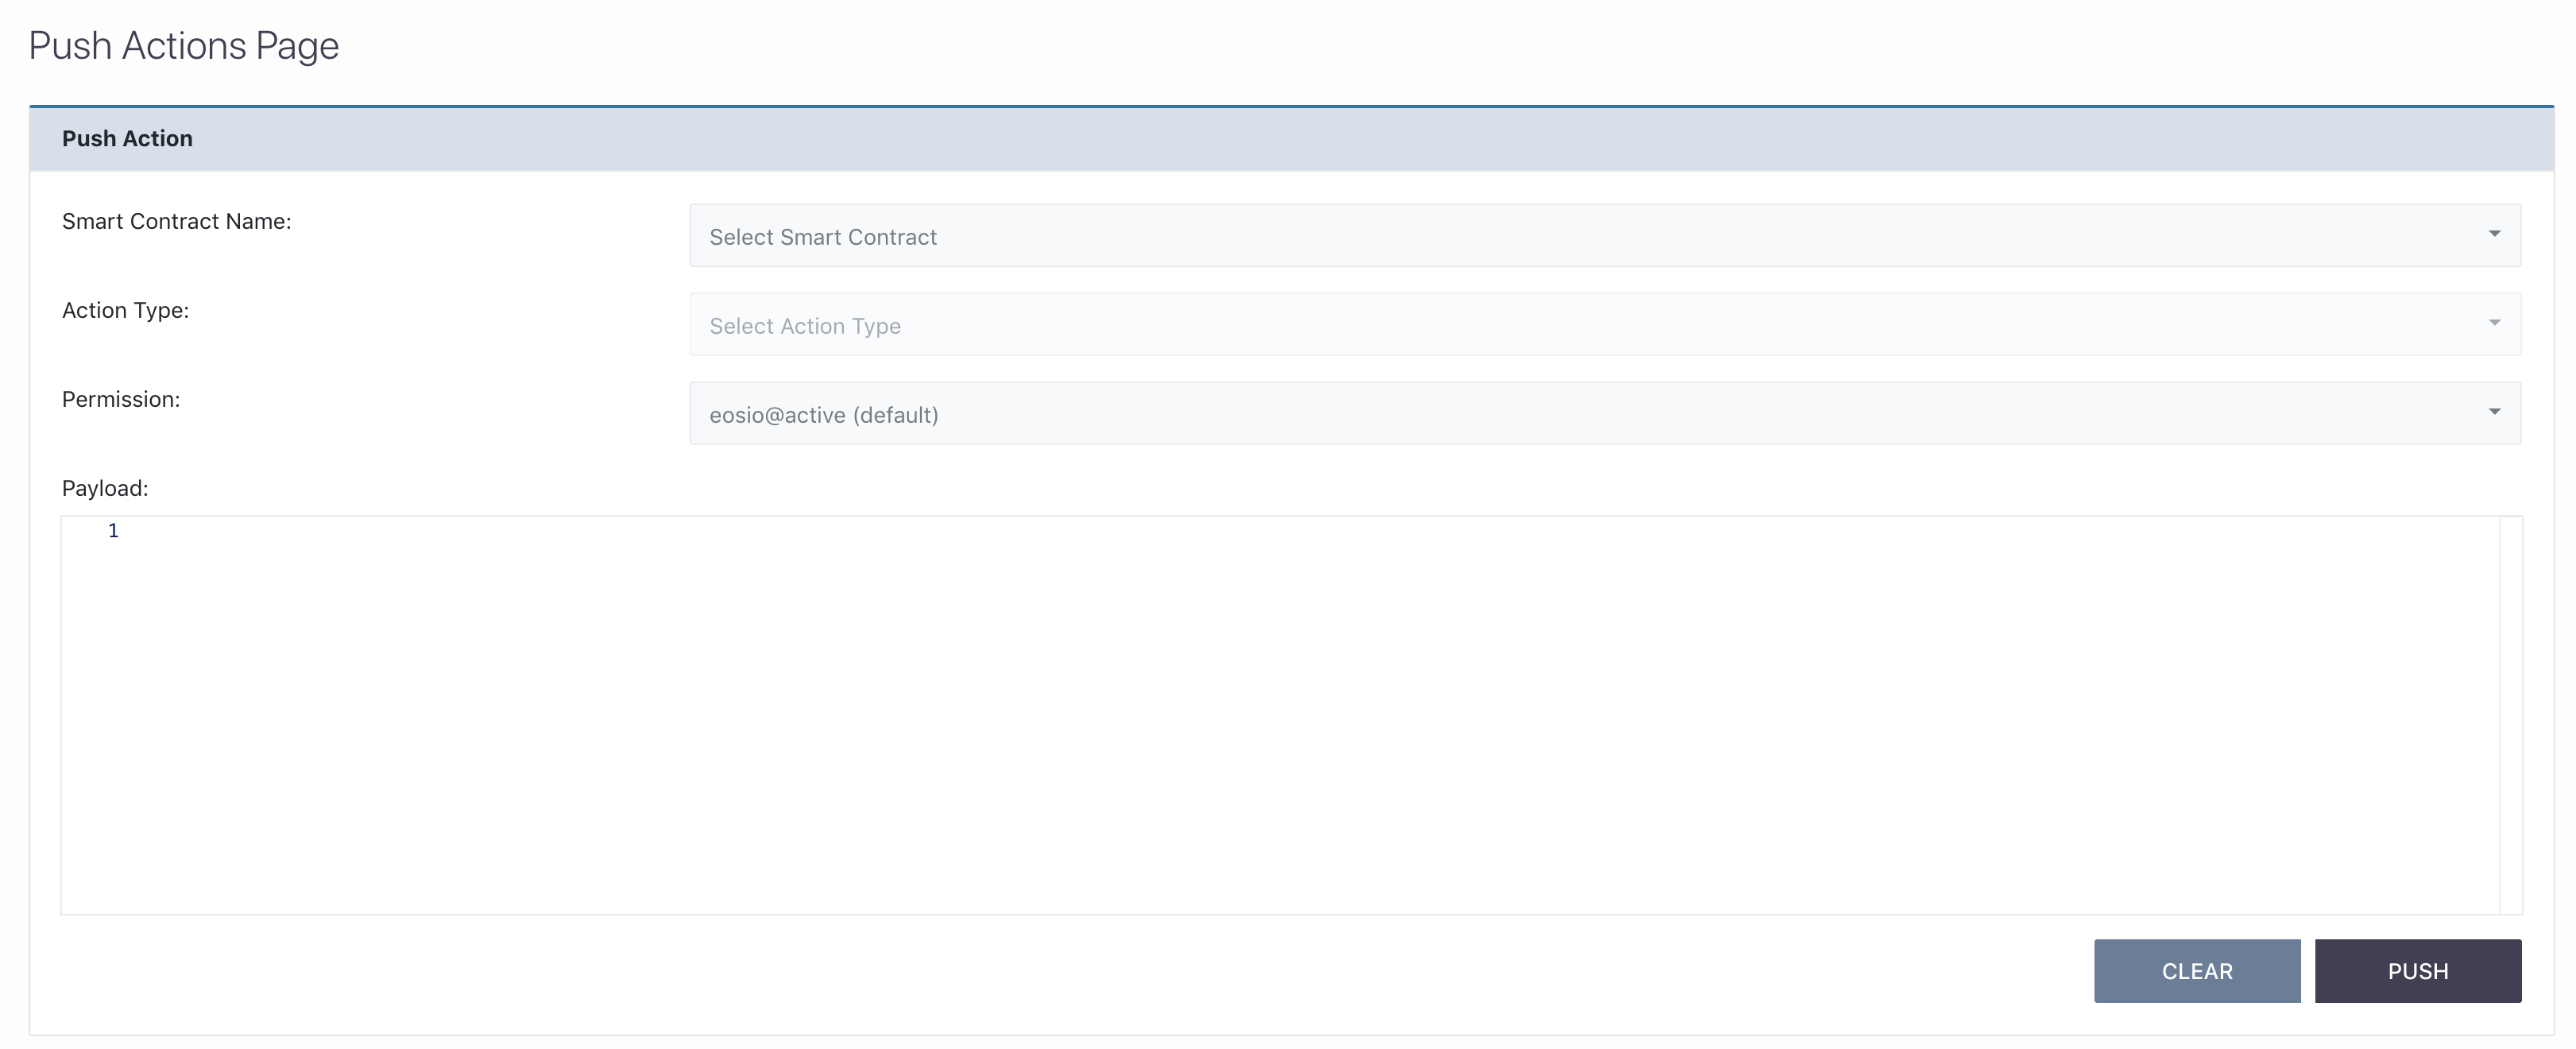 Push Actions Page
Push Action
Smart Contract Name:
Select Smart Contract
Action Type:
Select Action Type
Permission:
eosio@active (default)
Payload:
1
CLEAR
PUSH